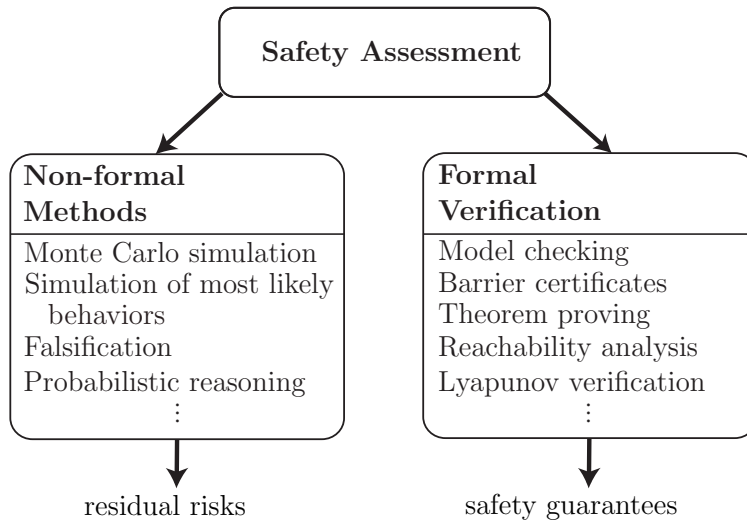 Safety Assessment
Non-formal
Methods
Monte Carlo simulation
Simulation of most likely
behaviors
Falsification
Probabilistic reasoning
⋮
residual risks
Formal
Verification
Model checking
Barrier certificates
Theorem proving
Reachability analysis
Lyapunov verification
⋮
safety guarantees